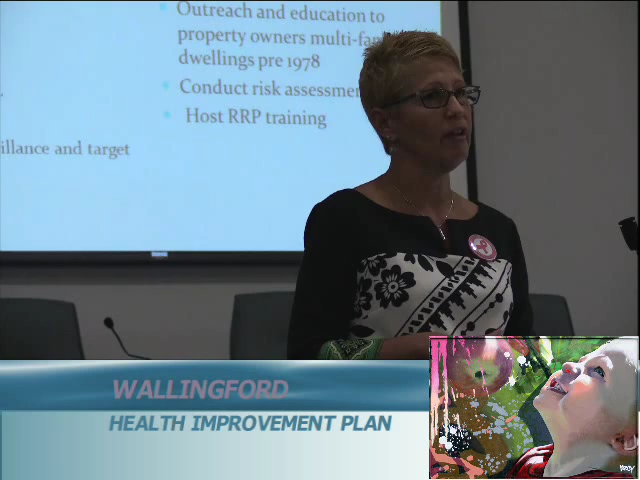 Outreach and education to
property owners multi-fam
dwellings pre 1978
Conduct risk assessmen
Host RRP training
illance and target
WALLINGFORD
HEALTH IMPROVEMENT PLAN